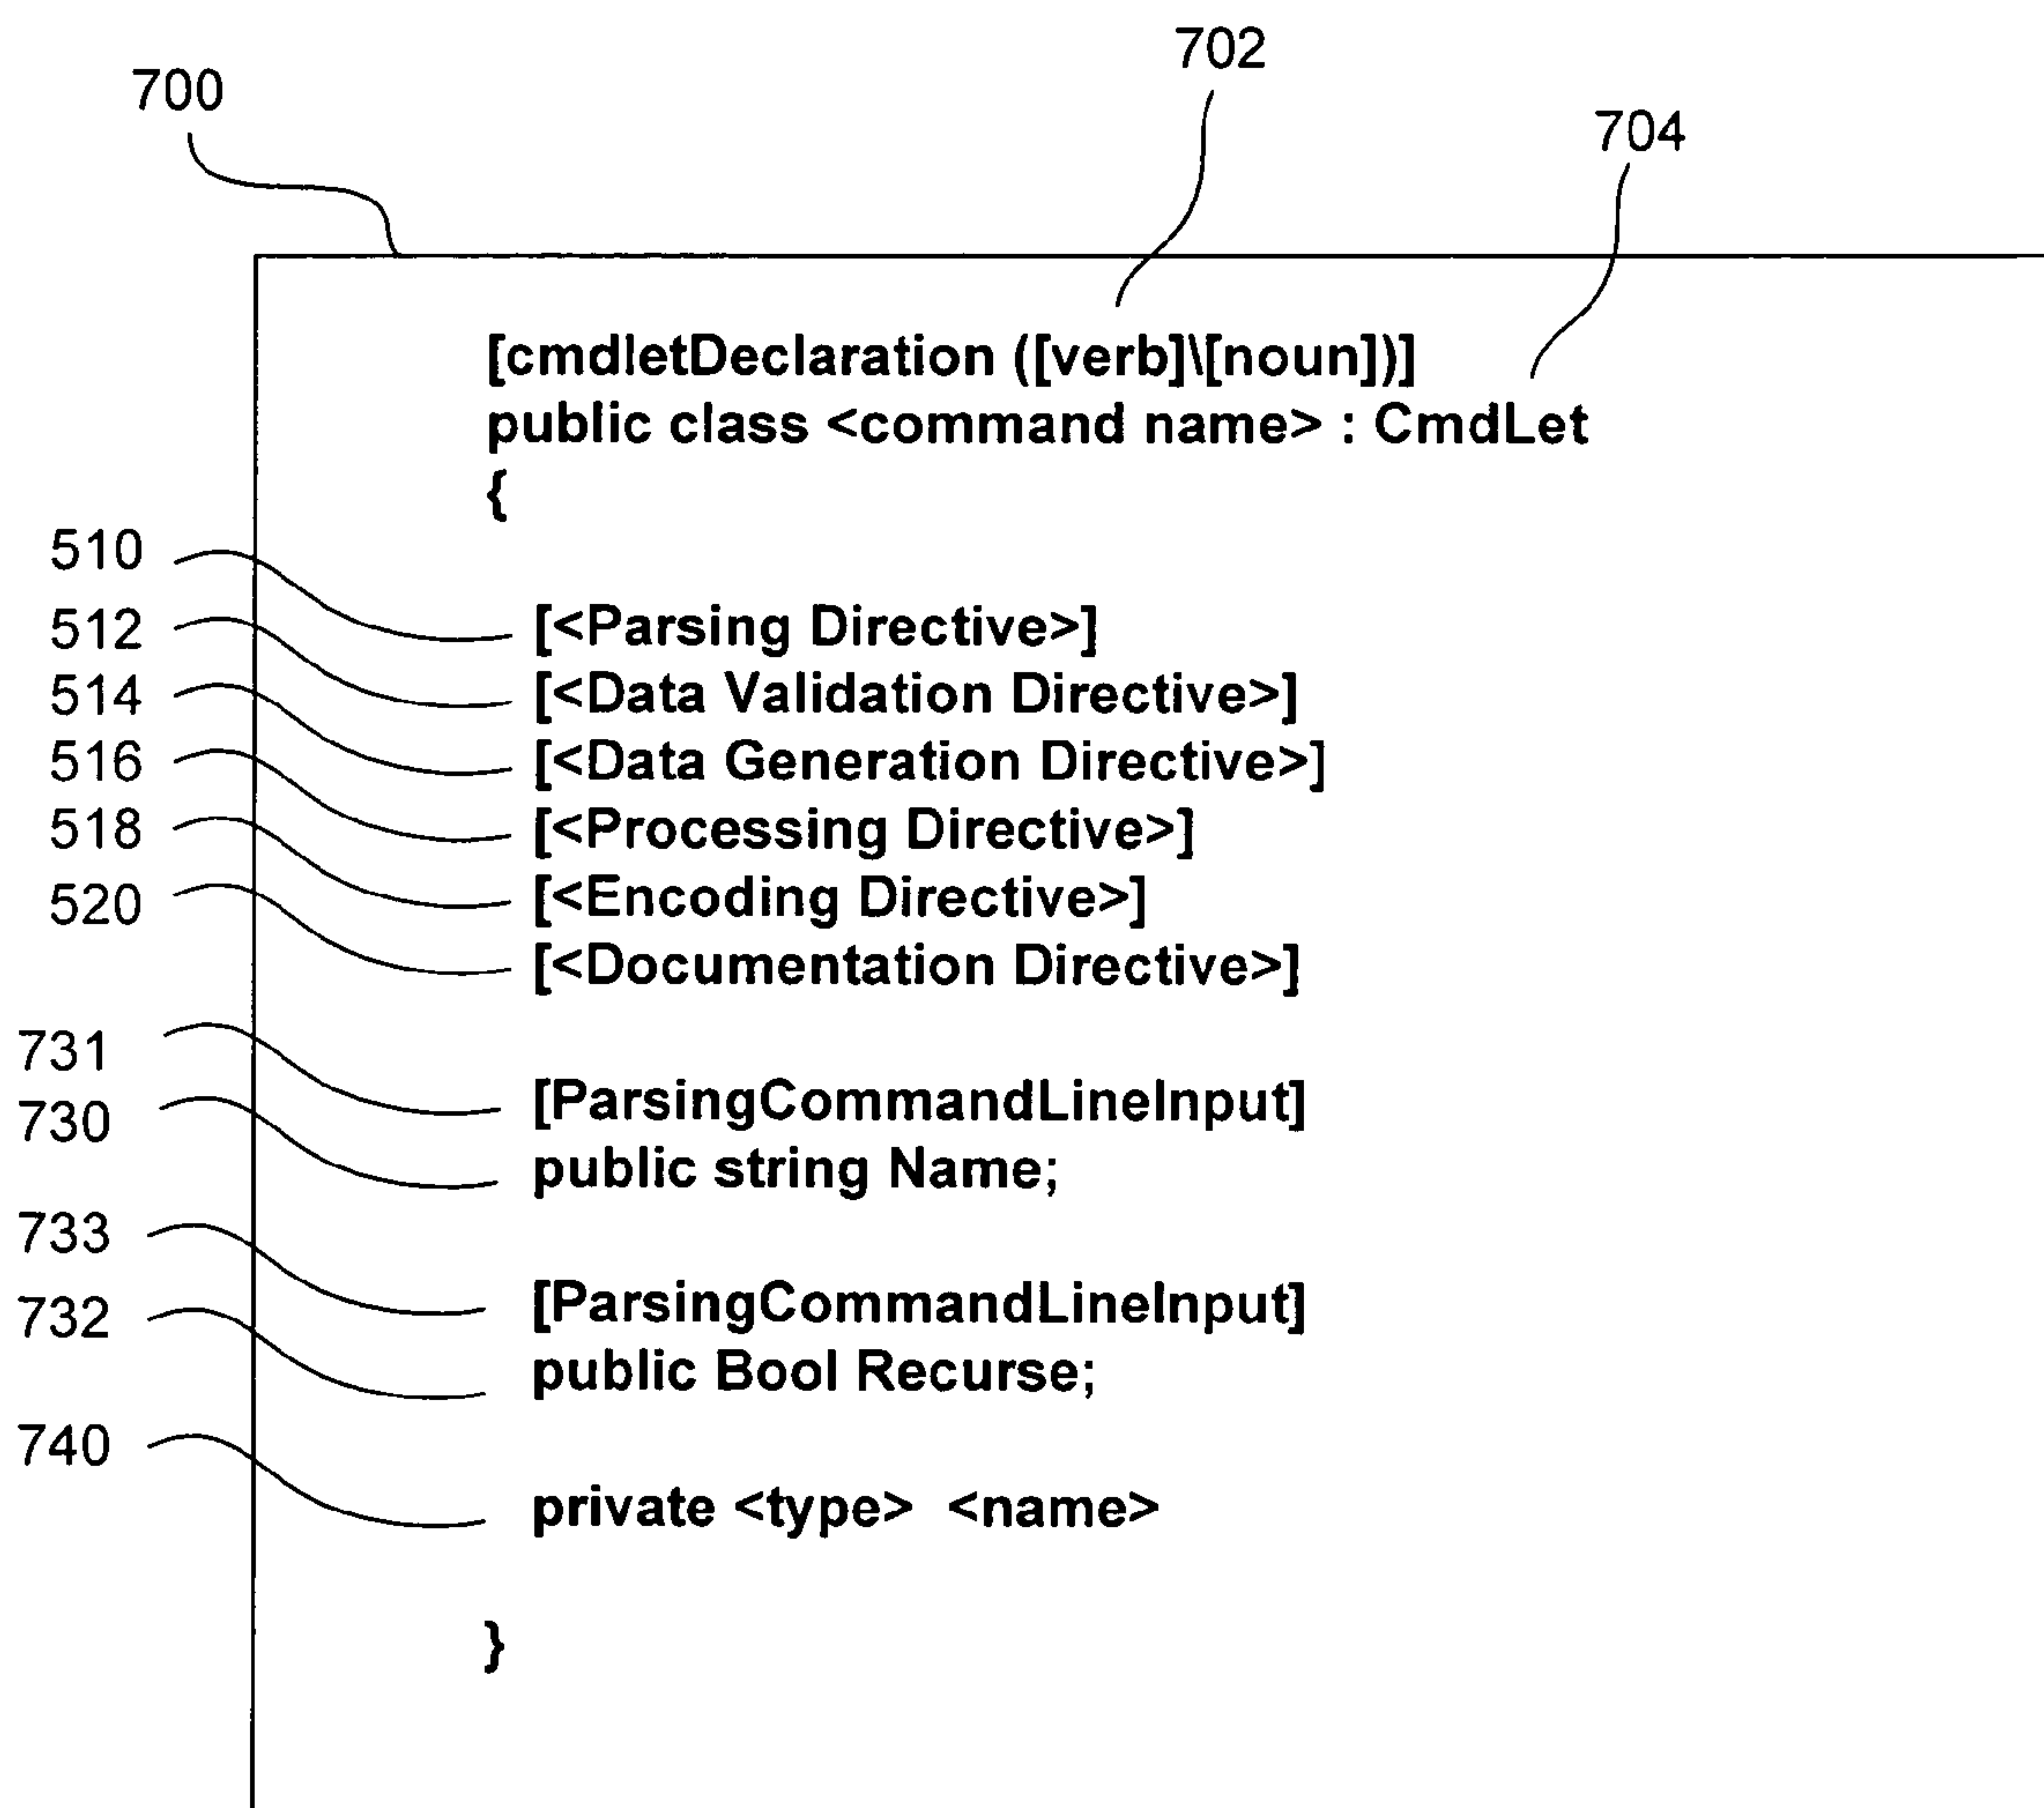 702
700
704
[cmdletDeclaration ([verb]\[noun])]
public class <command name> : CmdLet
{
510 [<Parsing Directive>]
512 [<Data Validation Directive>]
514 [<Data Generation Directive>]
516 [<Processing Directive>]
518 [<Encoding Directive>]
520 [<Documentation Directive>]
731 [ParsingCommandLineInput]
730 public string Name;
733 [ParsingCommandLineInput]
732 public Bool Recurse;
740 private <type> <name>
}